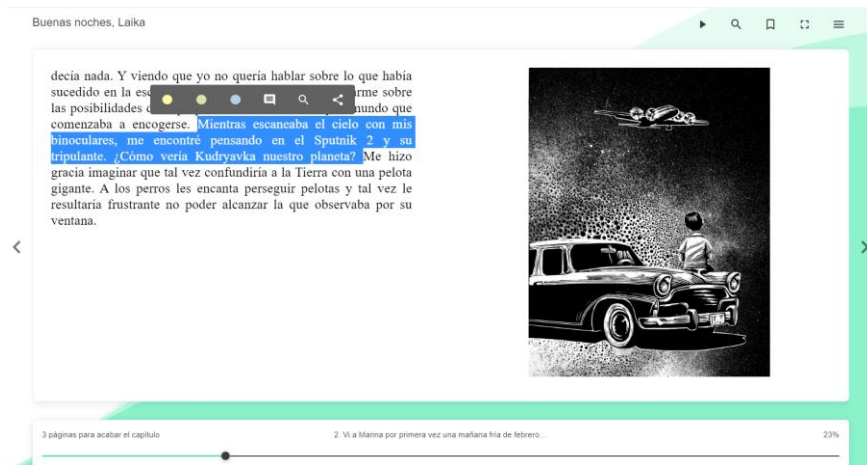 Buenas noches, Laika
decía nada. Y viendo que yo no quería hablar sobre lo que había
sucedido en la esc rme sobre
las posibilidades mundo que
comenzaba a encogerse. Mientras escaneaba el cielo con mis
binoculares, me encontré pensando en el Sputnik 2 y su
tripulante. ¿Cómo vería Kudryavka nuestro planeta? Me hizo
gracia imaginar que tal vez confundiría a la Tierra con una pelota
gigante. A los perros les encanta perseguir pelotas y tal vez le
resultaría frustrante no poder alcanzar la que observaba por su
ventana.
3 páginas para acabar el capítulo
2. Vi a Marina por primera vez una mañana fría de febrero...
23%